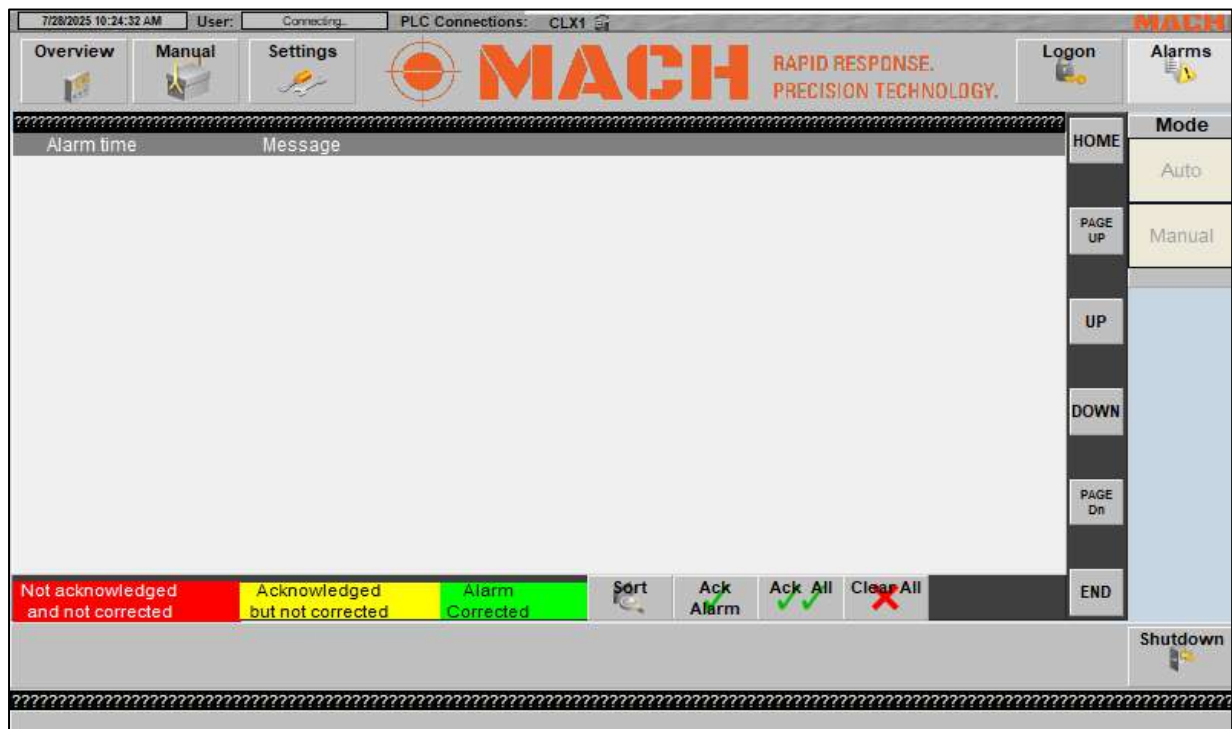 7/28/2025 10:24:32 AM User: Connecting... PLC Connections: CLX1
MACH
Overview Manual Settings
MACH
RAPID RESPONSE.
PRECISION TECHNOLOGY.
Logon Alarms
Alarm time Message
HOME
PAGE
UP
UP
DOWN
PAGE
Dn
END
Mode
Auto
Manual
Not acknowledged
and not corrected
Acknowledged
but not corrected
Alarm
Corrected
Sort
Ack
Alarm
Ack All
Clear All
Shutdown